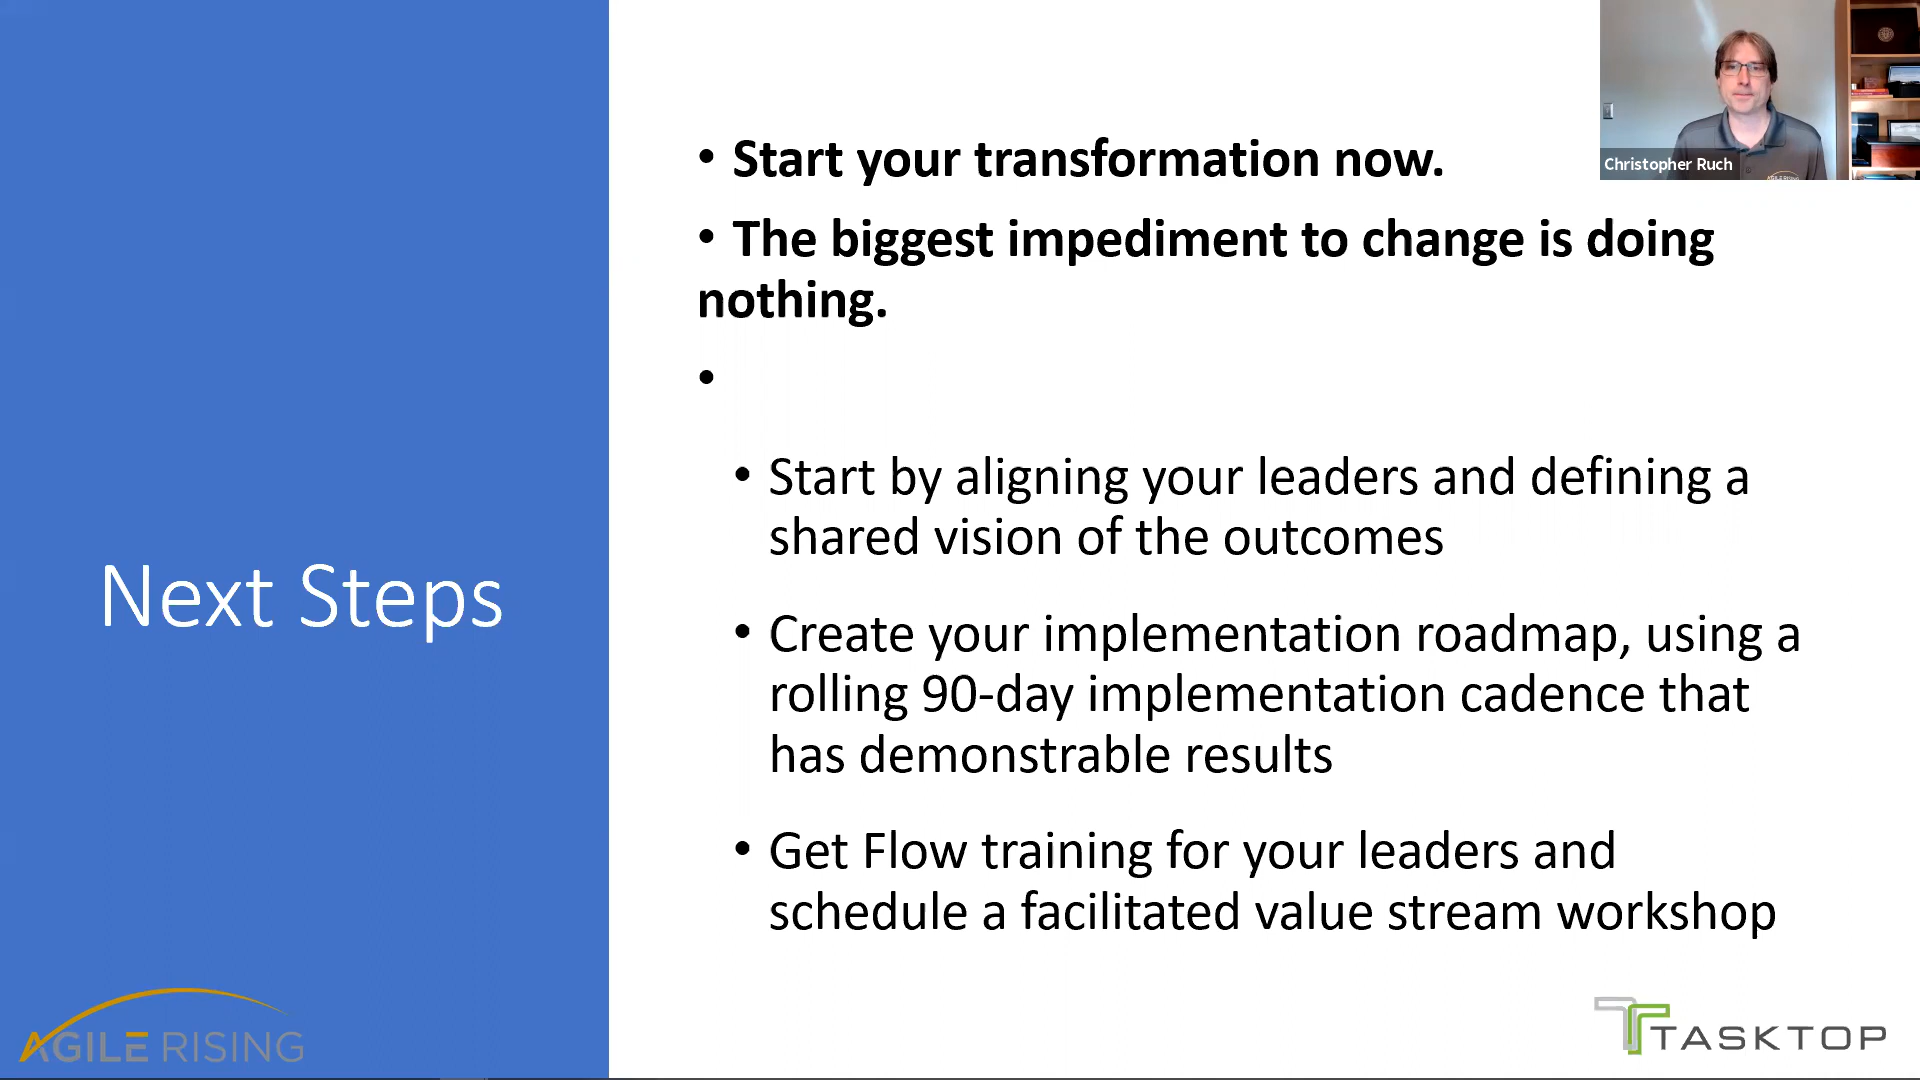 Christopher Ruch
AGILE RISING
• Start your transformation now.
• The biggest impediment to change is doing
nothing.
•
• Start by aligning your leaders and defining a
shared vision of the outcomes
Next Steps
• Create your implementation roadmap, using a
rolling 90-day implementation cadence that
has demonstrable results
• Get Flow training for your leaders and
schedule a facilitated value stream workshop
AGILE RISING
TASKTOP